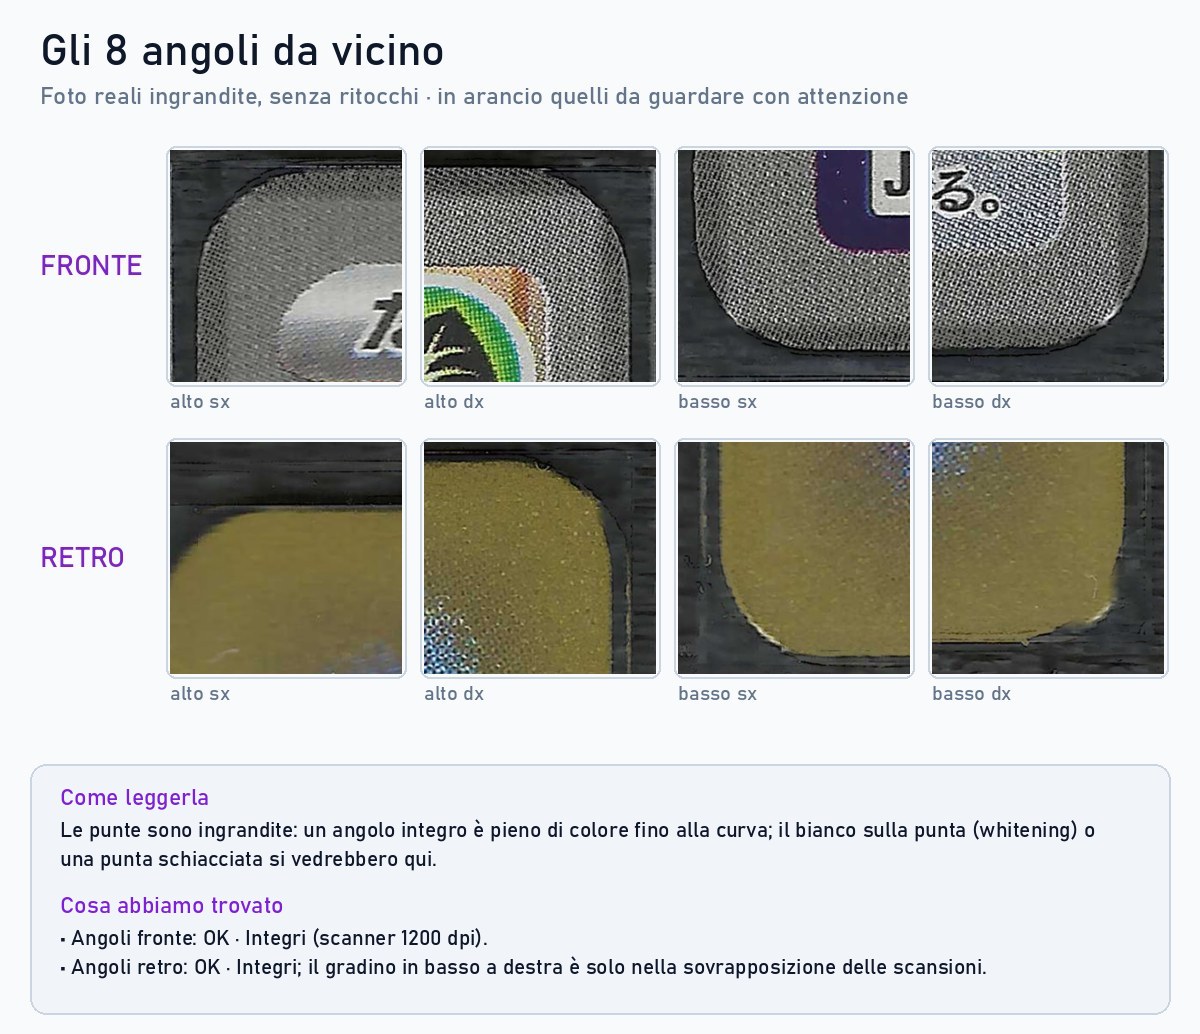 Gli 8 angoli da vicino
Foto reali ingrandite, senza ritocchi · in arancio quelli da guardare con attenzione
FRONTE
J
る。
alto sx
alto dx
basso sx
basso dx
RETRO
alto sx
alto dx
basso sx
basso dx
Come leggerla
Le punte sono ingrandite: un angolo integro è pieno di colore fino alla curva; il bianco sulla punta (whitening) o
una punta schiacciata si vedrebbero qui.
Cosa abbiamo trovato
• Angoli fronte: OK · Integri (scanner 1200 dpi).
• Angoli retro: OK · Integri; il gradino in basso a destra è solo nella sovrapposizione delle scansioni.